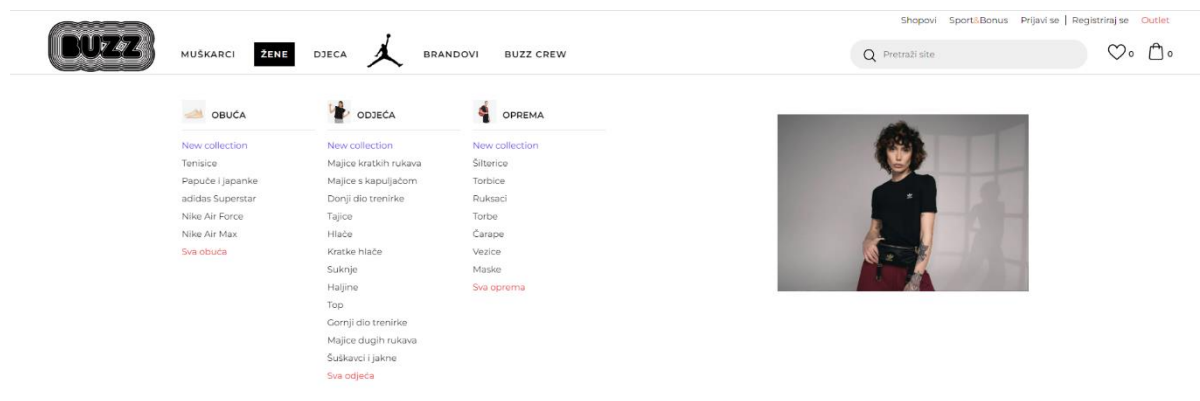 Shopovi Sport&Bonus Prijavi se | Registriraj se Outlet
BUZZ
MUŠKARCI ŽENE DJECA BRANDOVI BUZZ CREW
Pretraži site
0 0
OBUĆA
New collection
Tenisice
Papuče i japanke
adidas Superstar
Nike Air Force
Nike Air Max
Sva obuća
ODJEĆA
New collection
Majice kratkih rukava
Majice s kapuljačom
Donji dio trenirke
Tajice
Hlače
Kratke hlače
Suknje
Haljine
Top
Gornji dio trenirke
Majice dugih rukava
Šuškavci i jakne
Sva odjeća
OPREMA
New collection
Šilterice
Torbice
Ruksaci
Torbe
Čarape
Vezice
Maske
Sva oprema